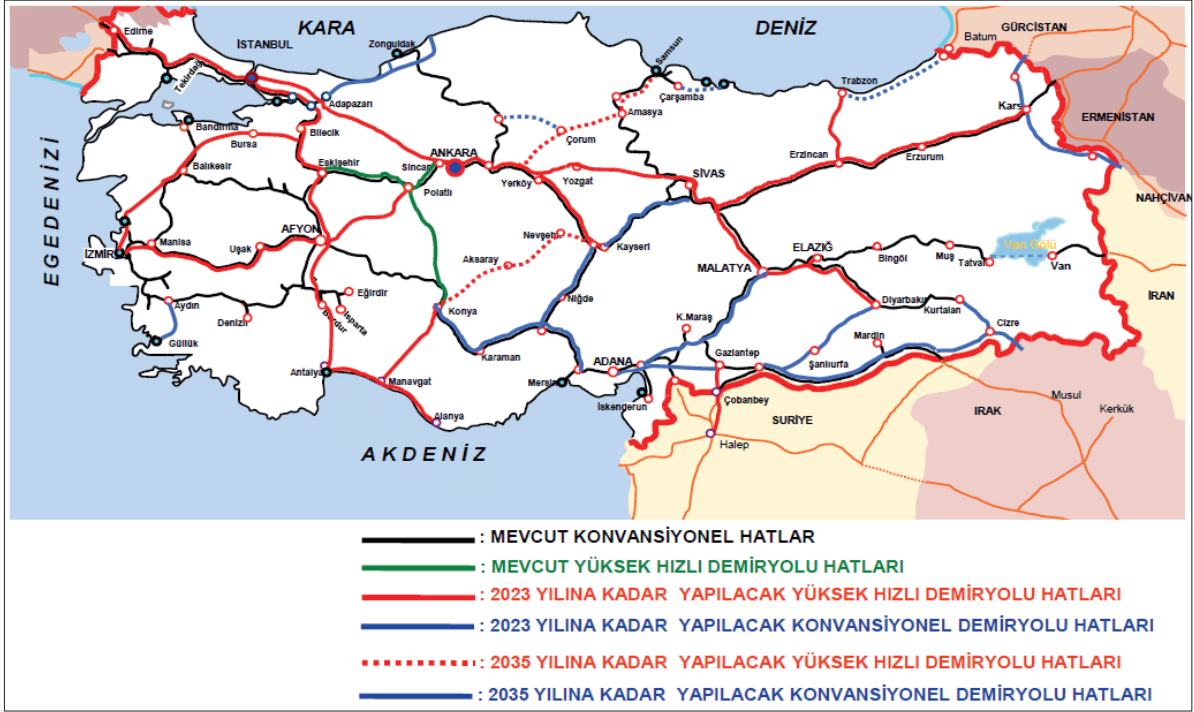 KARA
DENİZ
GÜRCİSTAN
Edirne
Batum
Zonguldak
İSTANBUL
Samsun
Tekirdağ
Trabzon
Çarşamba
Adapazarı
Kars
Amasya
ERMENİSTAN
Bandırma
Bilecik
Bursa
Çorum
ANKARA
Erzincan
Erzurum
Balıkesir
Eskişehir
Sincan
Yerköy
Yozgat
SİVAS
Polatlı
NAHÇİVAN
EGEDENİZİ
AFYON
Nevşehi
Manisa
Uşak
Kayseri
ELAZIĞ
Van Gölü
İZMİR
Aksaray
Bingöl
Muş
Tatvan
Van
MALATYA
İRAN
Eğirdir
Niğde
Aydın
Denizli
Burdur
Isparta
Konya
Diyarbakır
Kurtalan
Cizre
K.Maraş
Mardin
Güllük
Karaman
ADANA
Gaziantep
Şanlıurfa
Antalya
Manavgat
Mersin
İskenderun
Çobanbey
Musul
Alanya
SURİYE
IRAK
Kerkük
Halep
AKDENİZ
: MEVCUT KONVANSİYONEL HATLAR
: MEVCUT YÜKSEK HIZLI DEMİRYOLU HATLARI
: 2023 YILINA KADAR YAPILACAK YÜKSEK HIZLI DEMİRYOLU HATLARI
: 2023 YILINA KADAR YAPILACAK KONVANSİYONEL DEMİRYOLU HATLARI
: 2035 YILINA KADAR YAPILACAK YÜKSEK HIZLI DEMİRYOLU HATLARI
: 2035 YILINA KADAR YAPILACAK KONVANSİYONEL DEMİRYOLU HATLARI